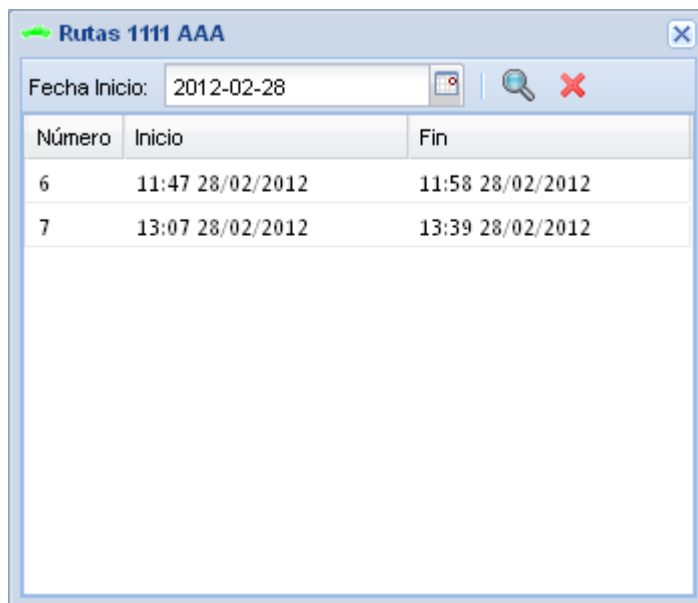 Rutas 1111 AAA
Fecha Inicio: 2012-02-28
Número Inicio Fin
6 11:47 28/02/2012 11:58 28/02/2012
7 13:07 28/02/2012 13:39 28/02/2012